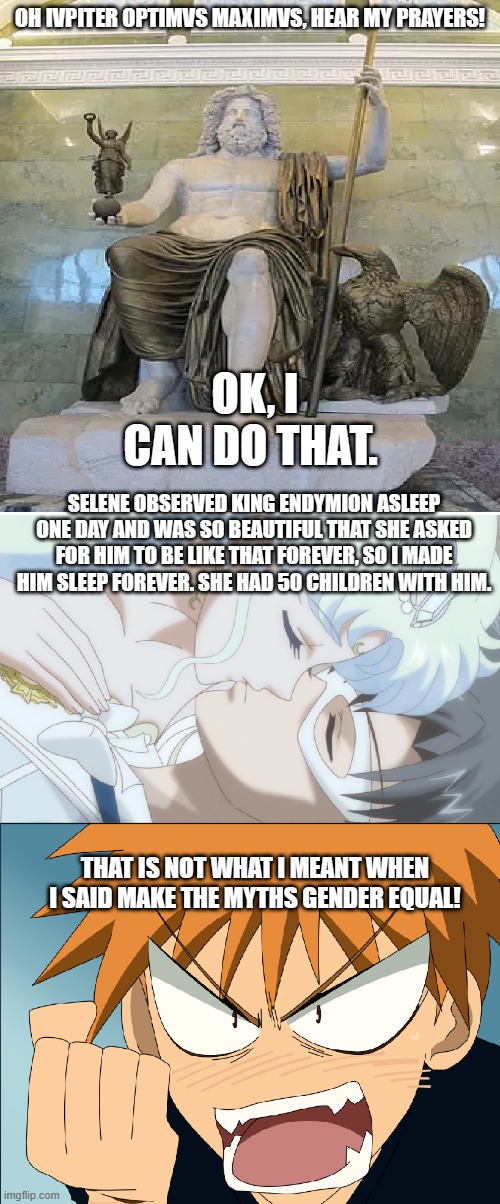 OH IVPITER OPTIMVS MAXIMVS, HEAR MY PRAYERS!
OK, I
CAN DO THAT.
SELENE OBSERVED KING ENDYMION ASLEEP
ONE DAY AND WAS SO BEAUTIFUL THAT SHE ASKED
FOR HIM TO BE LIKE THAT FOREVER, SO I MADE
HIM SLEEP FOREVER. SHE HAD 50 CHILDREN WITH HIM.
THAT IS NOT WHAT I MEANT WHEN
I SAID MAKE THE MYTHS GENDER EQUAL!
imgflip.com